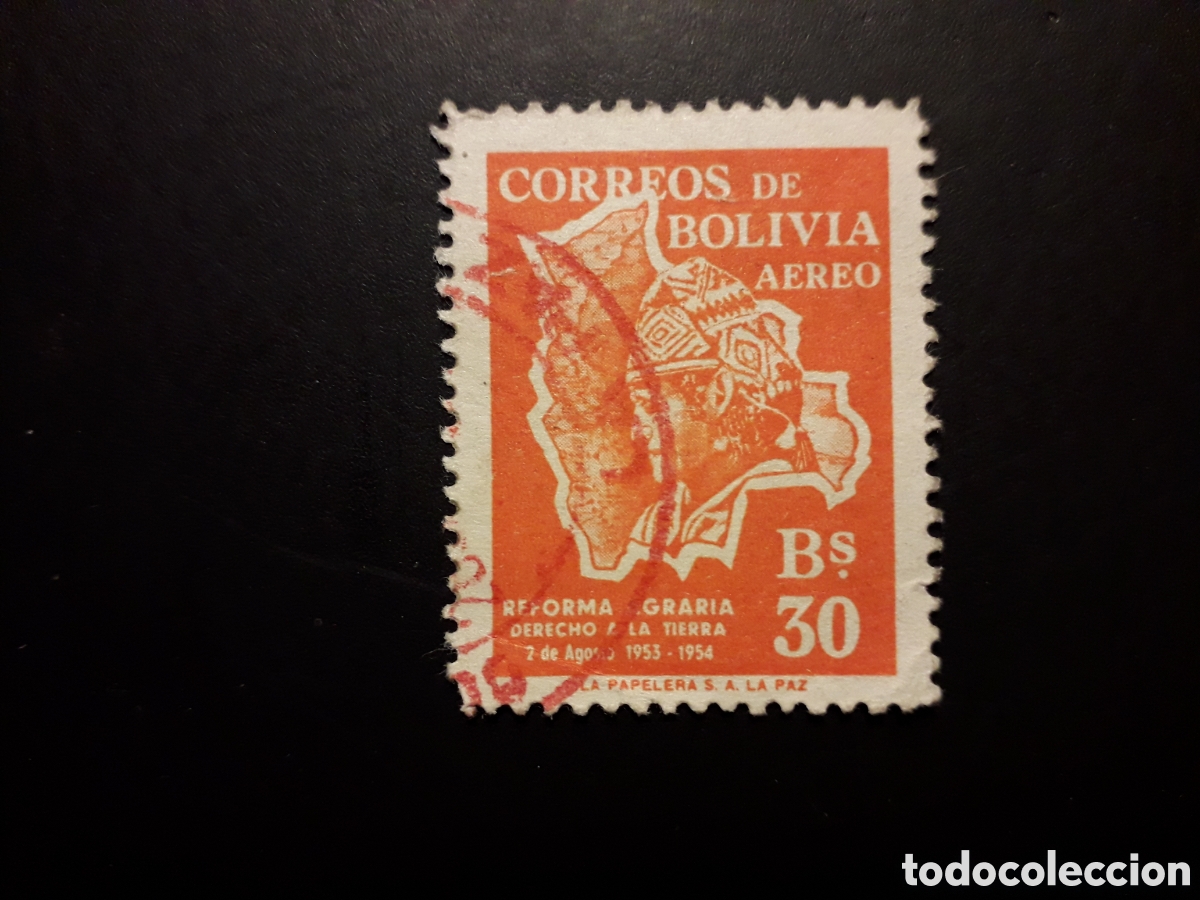 CORREOS DE
BOLIVIA
AEREO
Bs.
30
REFORMA AGRARIA
DERECHO A LA TIERRA
2 de Agosto 1953 - 1954
LA PAPELERA S. A. LA PAZ
todocoleccion